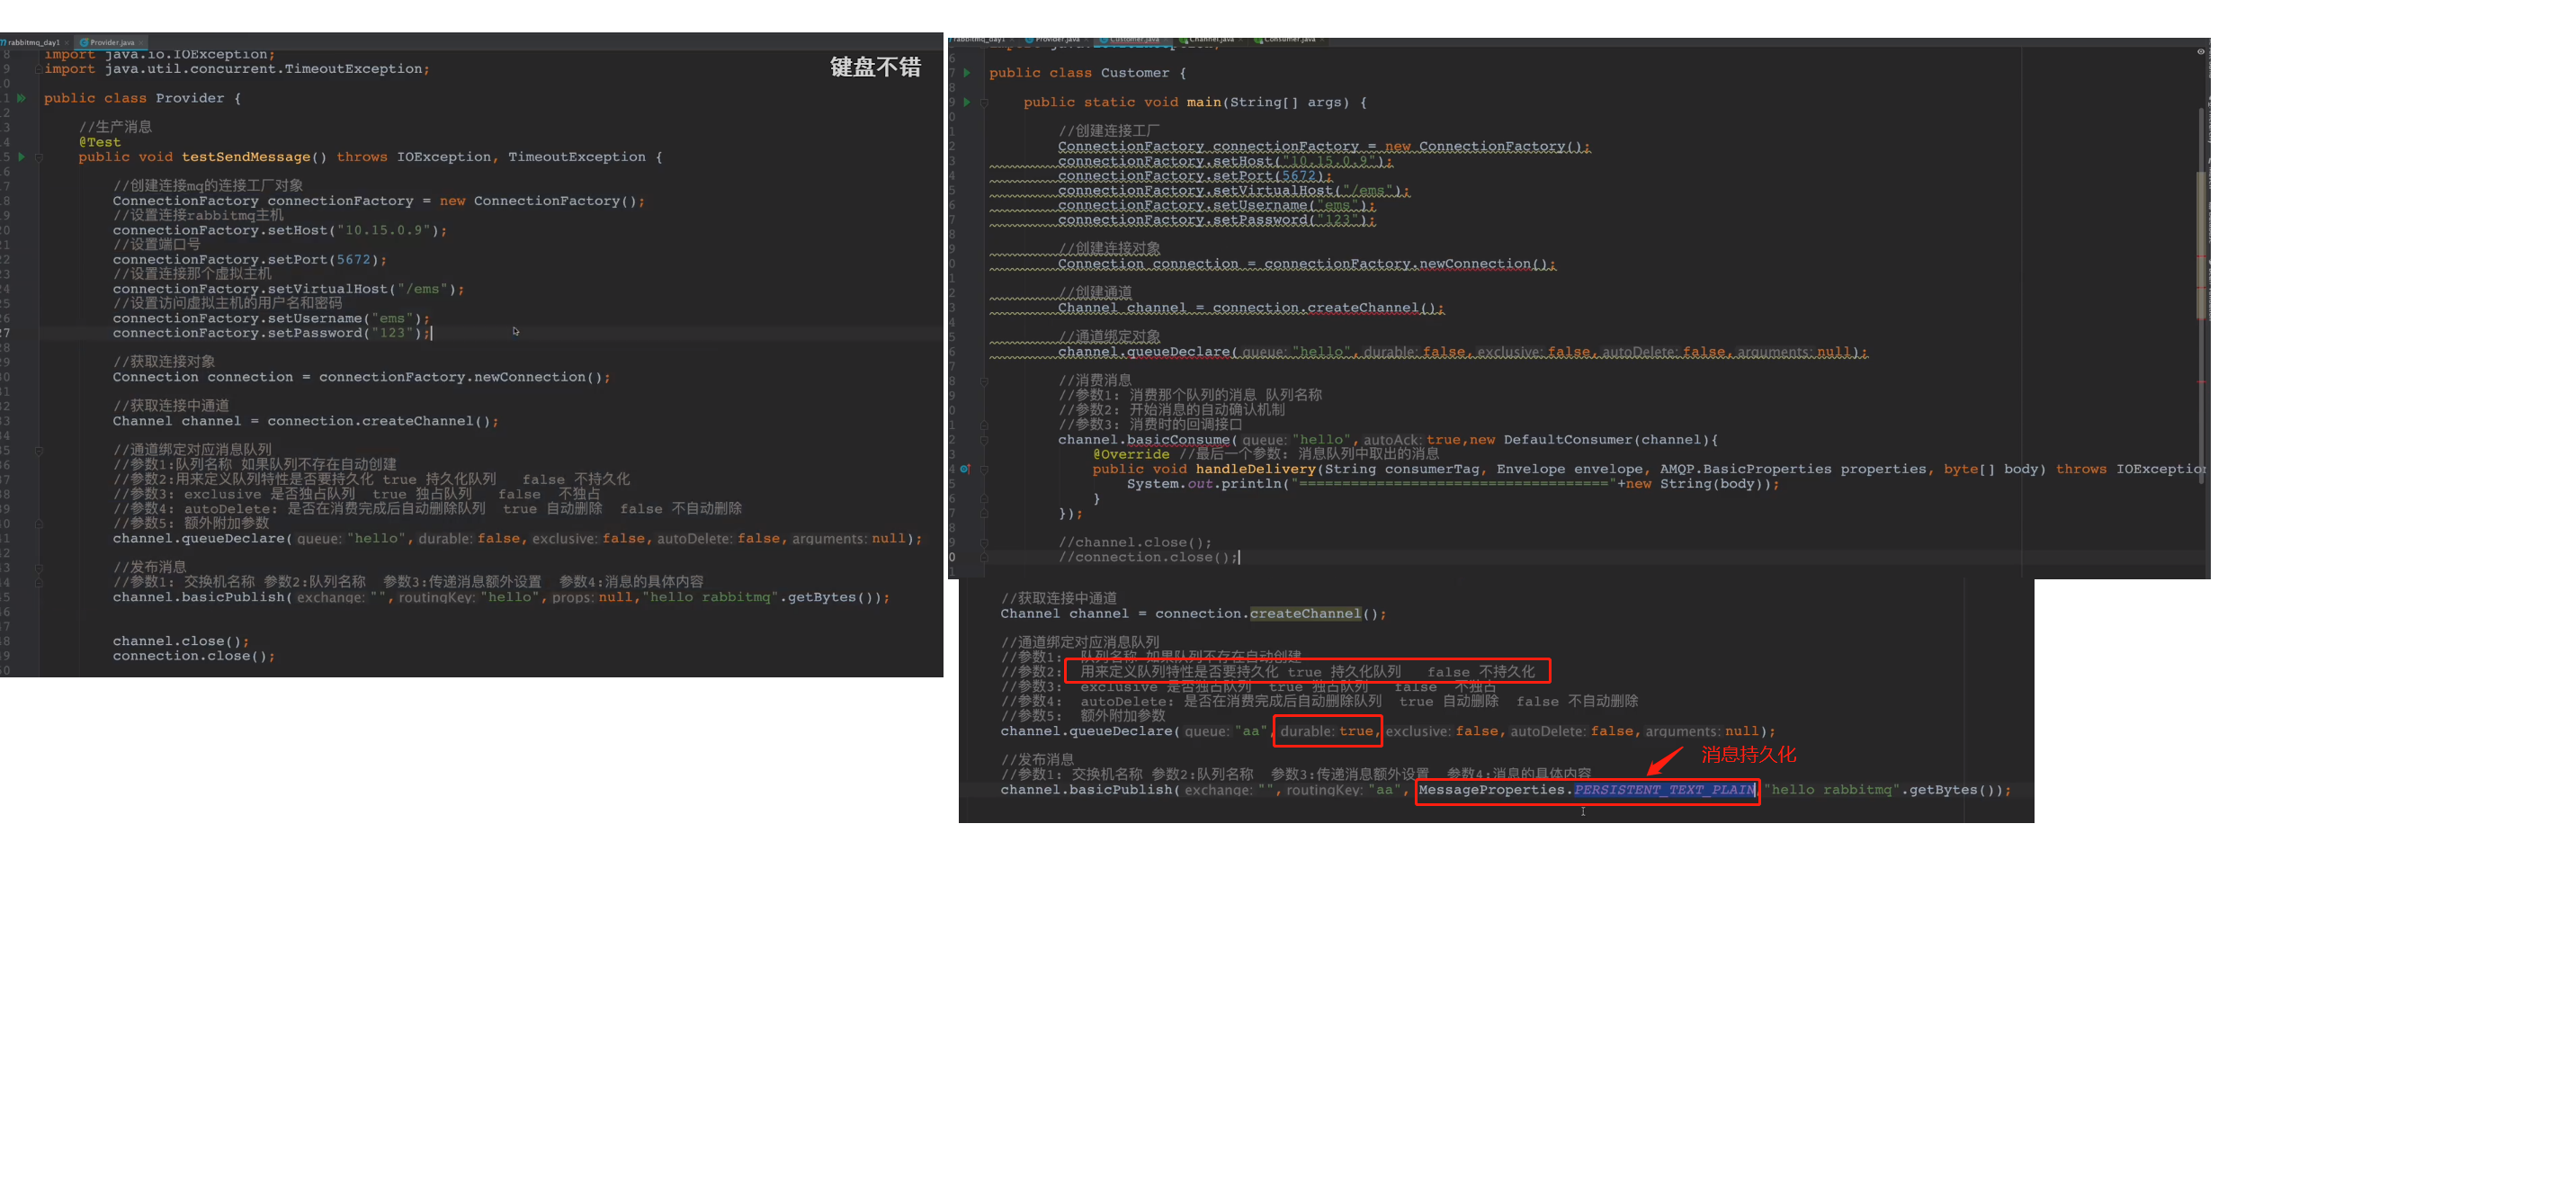 rabbitmq_day1 Provider.java
import java.io.IOException;
import java.util.concurrent.TimeoutException;
键盘不错
public class Provider {
//生产消息
@Test
public void testSendMessage() throws IOException, TimeoutException {
//创建连接mq的连接工厂对象
ConnectionFactory connectionFactory = new ConnectionFactory();
//设置连接rabbitmq主机
connectionFactory.setHost("10.15.0.9");
//设置端口号
connectionFactory.setPort(5672);
//设置连接那个虚拟主机
connectionFactory.setVirtualHost("/ems");
//设置访问虚拟主机的用户名和密码
connectionFactory.setUsername("ems");
connectionFactory.setPassword("123");
//获取连接对象
Connection connection = connectionFactory.newConnection();
//获取连接中通道
Channel channel = connection.createChannel();
//通道绑定对应消息队列
//参数1:队列名称 如果队列不存在自动创建
//参数2:用来定义队列特性是否要持久化 true 持久化队列 false 不持久化
//参数3: exclusive 是否独占队列 true 独占队列 false 不独占
//参数4: autoDelete: 是否在消费完成后自动删除队列 true 自动删除 false 不自动删除
//参数5: 额外附加参数
channel.queueDeclare( queue: "hello", durable: false, exclusive: false, autoDelete: false, arguments: null);
//发布消息
//参数1: 交换机名称 参数2:队列名称 参数3:传递消息额外设置 参数4:消息的具体内容
channel.basicPublish( exchange: "", routingKey: "hello", props: null,"hello rabbitmq".getBytes());
channel.close();
connection.close();
rabbitmq_day1 Provider.java Customer.java Channel.java Consumer.java
public class Customer {
public static void main(String[] args) {
//创建连接工厂
ConnectionFactory connectionFactory = new ConnectionFactory();
connectionFactory.setHost("10.15.0.9");
connectionFactory.setPort(5672);
connectionFactory.setVirtualHost("/ems");
connectionFactory.setUsername("ems");
connectionFactory.setPassword("123");
//创建连接对象
Connection connection = connectionFactory.newConnection();
//创建通道
Channel channel = connection.createChannel();
//通道绑定对象
channel.queueDeclare( queue: "hello", durable: false, exclusive: false, autoDelete: false, arguments: null);
//消费消息
//参数1: 消费那个队列的消息 队列名称
//参数2: 开始消息的自动确认机制
//参数3: 消费时的回调接口
channel.basicConsume( queue: "hello", autoAck: true,new DefaultConsumer(channel){
@Override //最后一个参数: 消息队列中取出的消息
public void handleDelivery(String consumerTag, Envelope envelope, AMQP.BasicProperties properties, byte[] body) throws IOException
System.out.println("===================================="+new String(body));
}
});
//channel.close();
//connection.close();
//获取连接中通道
Channel channel = connection.createChannel();
//通道绑定对应消息队列
//参数1: 队列名称 如果队列不存在自动创建
//参数2: 用来定义队列特性是否要持久化 true 持久化队列 false 不持久化
//参数3: exclusive 是否独占队列 true 独占队列 false 不独占
//参数4: autoDelete: 是否在消费完成后自动删除队列 true 自动删除 false 不自动删除
//参数5: 额外附加参数
channel.queueDeclare( queue: "aa", durable: true, exclusive: false, autoDelete: false, arguments: null);
//发布消息
消息持久化
//参数1: 交换机名称 参数2:队列名称 参数3:传递消息额外设置 参数4:消息的具体内容
channel.basicPublish( exchange: "", routingKey: "aa", MessageProperties.PERSISTENT_TEXT_PLAIN,"hello rabbitmq".getBytes());